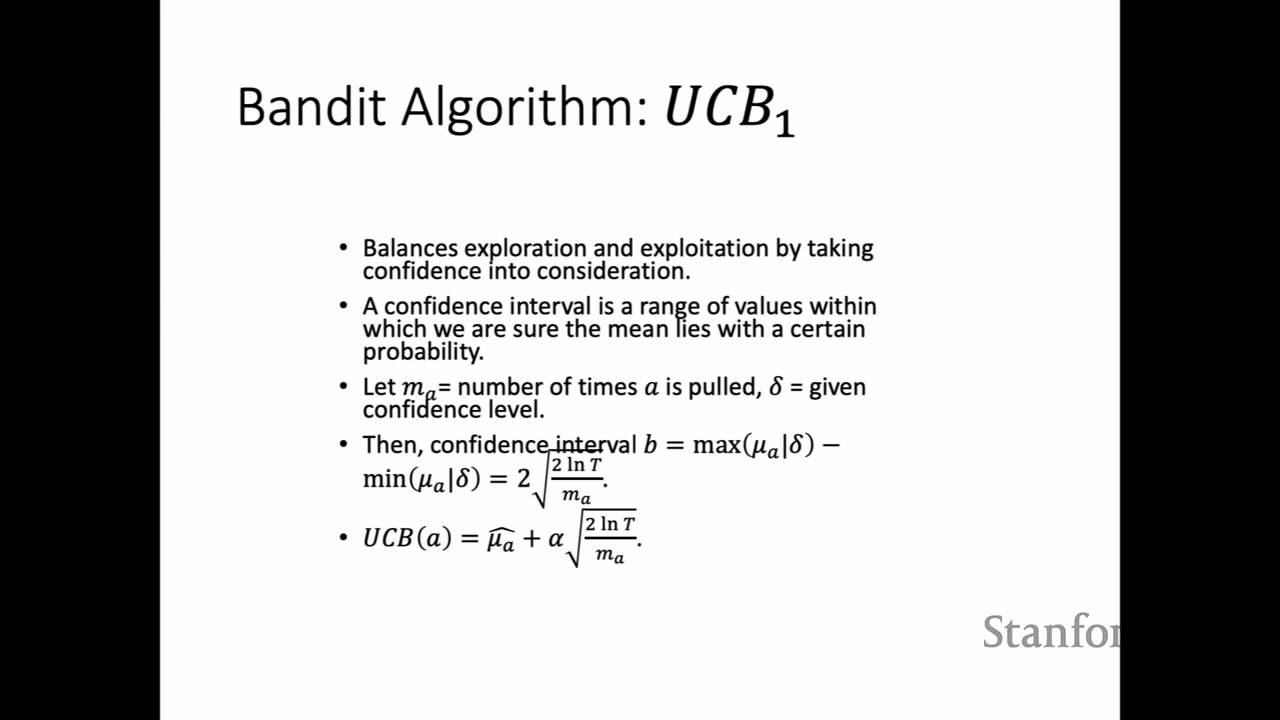 Bandit Algorithm: 𝑈𝐶𝐵₁
• Balances exploration and exploitation by taking
confidence into consideration.
• A confidence interval is a range of values within
which we are sure the mean lies with a certain
probability.
• Let 𝑚ₐ= number of times 𝑎 is pulled, 𝛿 = given
confidence level.
• Then, confidence interval 𝑏 = max(𝜇ₐ|𝛿) −
min(𝜇ₐ|𝛿) = 2√(2 ln 𝑇 / 𝑚ₐ).
• 𝑈𝐶𝐵(𝑎) = 𝜇̂ₐ + 𝛼√(2 ln 𝑇 / 𝑚ₐ).
Stanfor